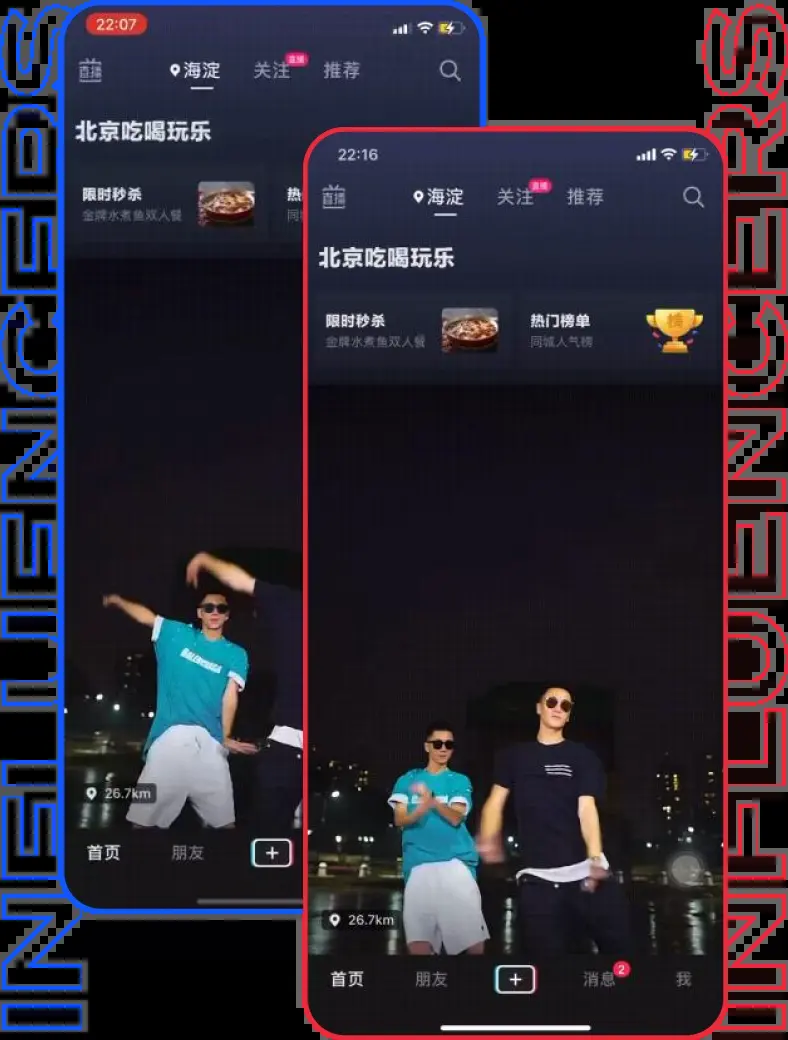 INFLUENCERS
22:07
直播
海淀
关注
直播
推荐
北京吃喝玩乐
限时秒杀
金牌水煮鱼双人餐
热
同
BALENCIAGA
26.7km
首页
朋友
22:16
直播
海淀
关注
直播
推荐
北京吃喝玩乐
限时秒杀
金牌水煮鱼双人餐
热门榜单
同城人气榜
榜
26.7km
首页
朋友
消息
2
我
INFLUENCERS